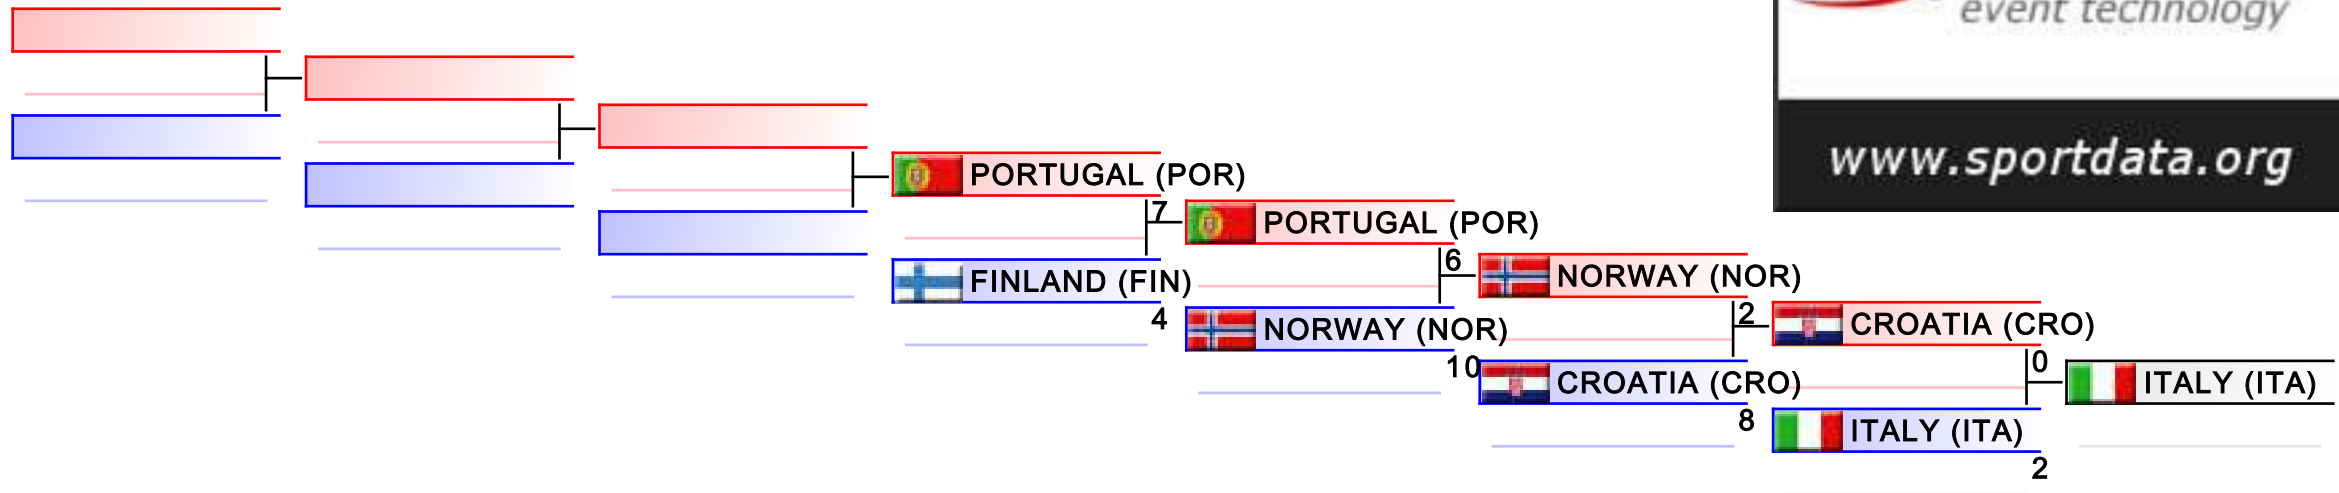 event technology
www.sportdata.org
PORTUGAL (POR)
7
PORTUGAL (POR)
6
FINLAND (FIN)
4
NORWAY (NOR)
NORWAY (NOR)
10
2
CROATIA (CRO)
CROATIA (CRO)
8
0
ITALY (ITA)
ITALY (ITA)
2